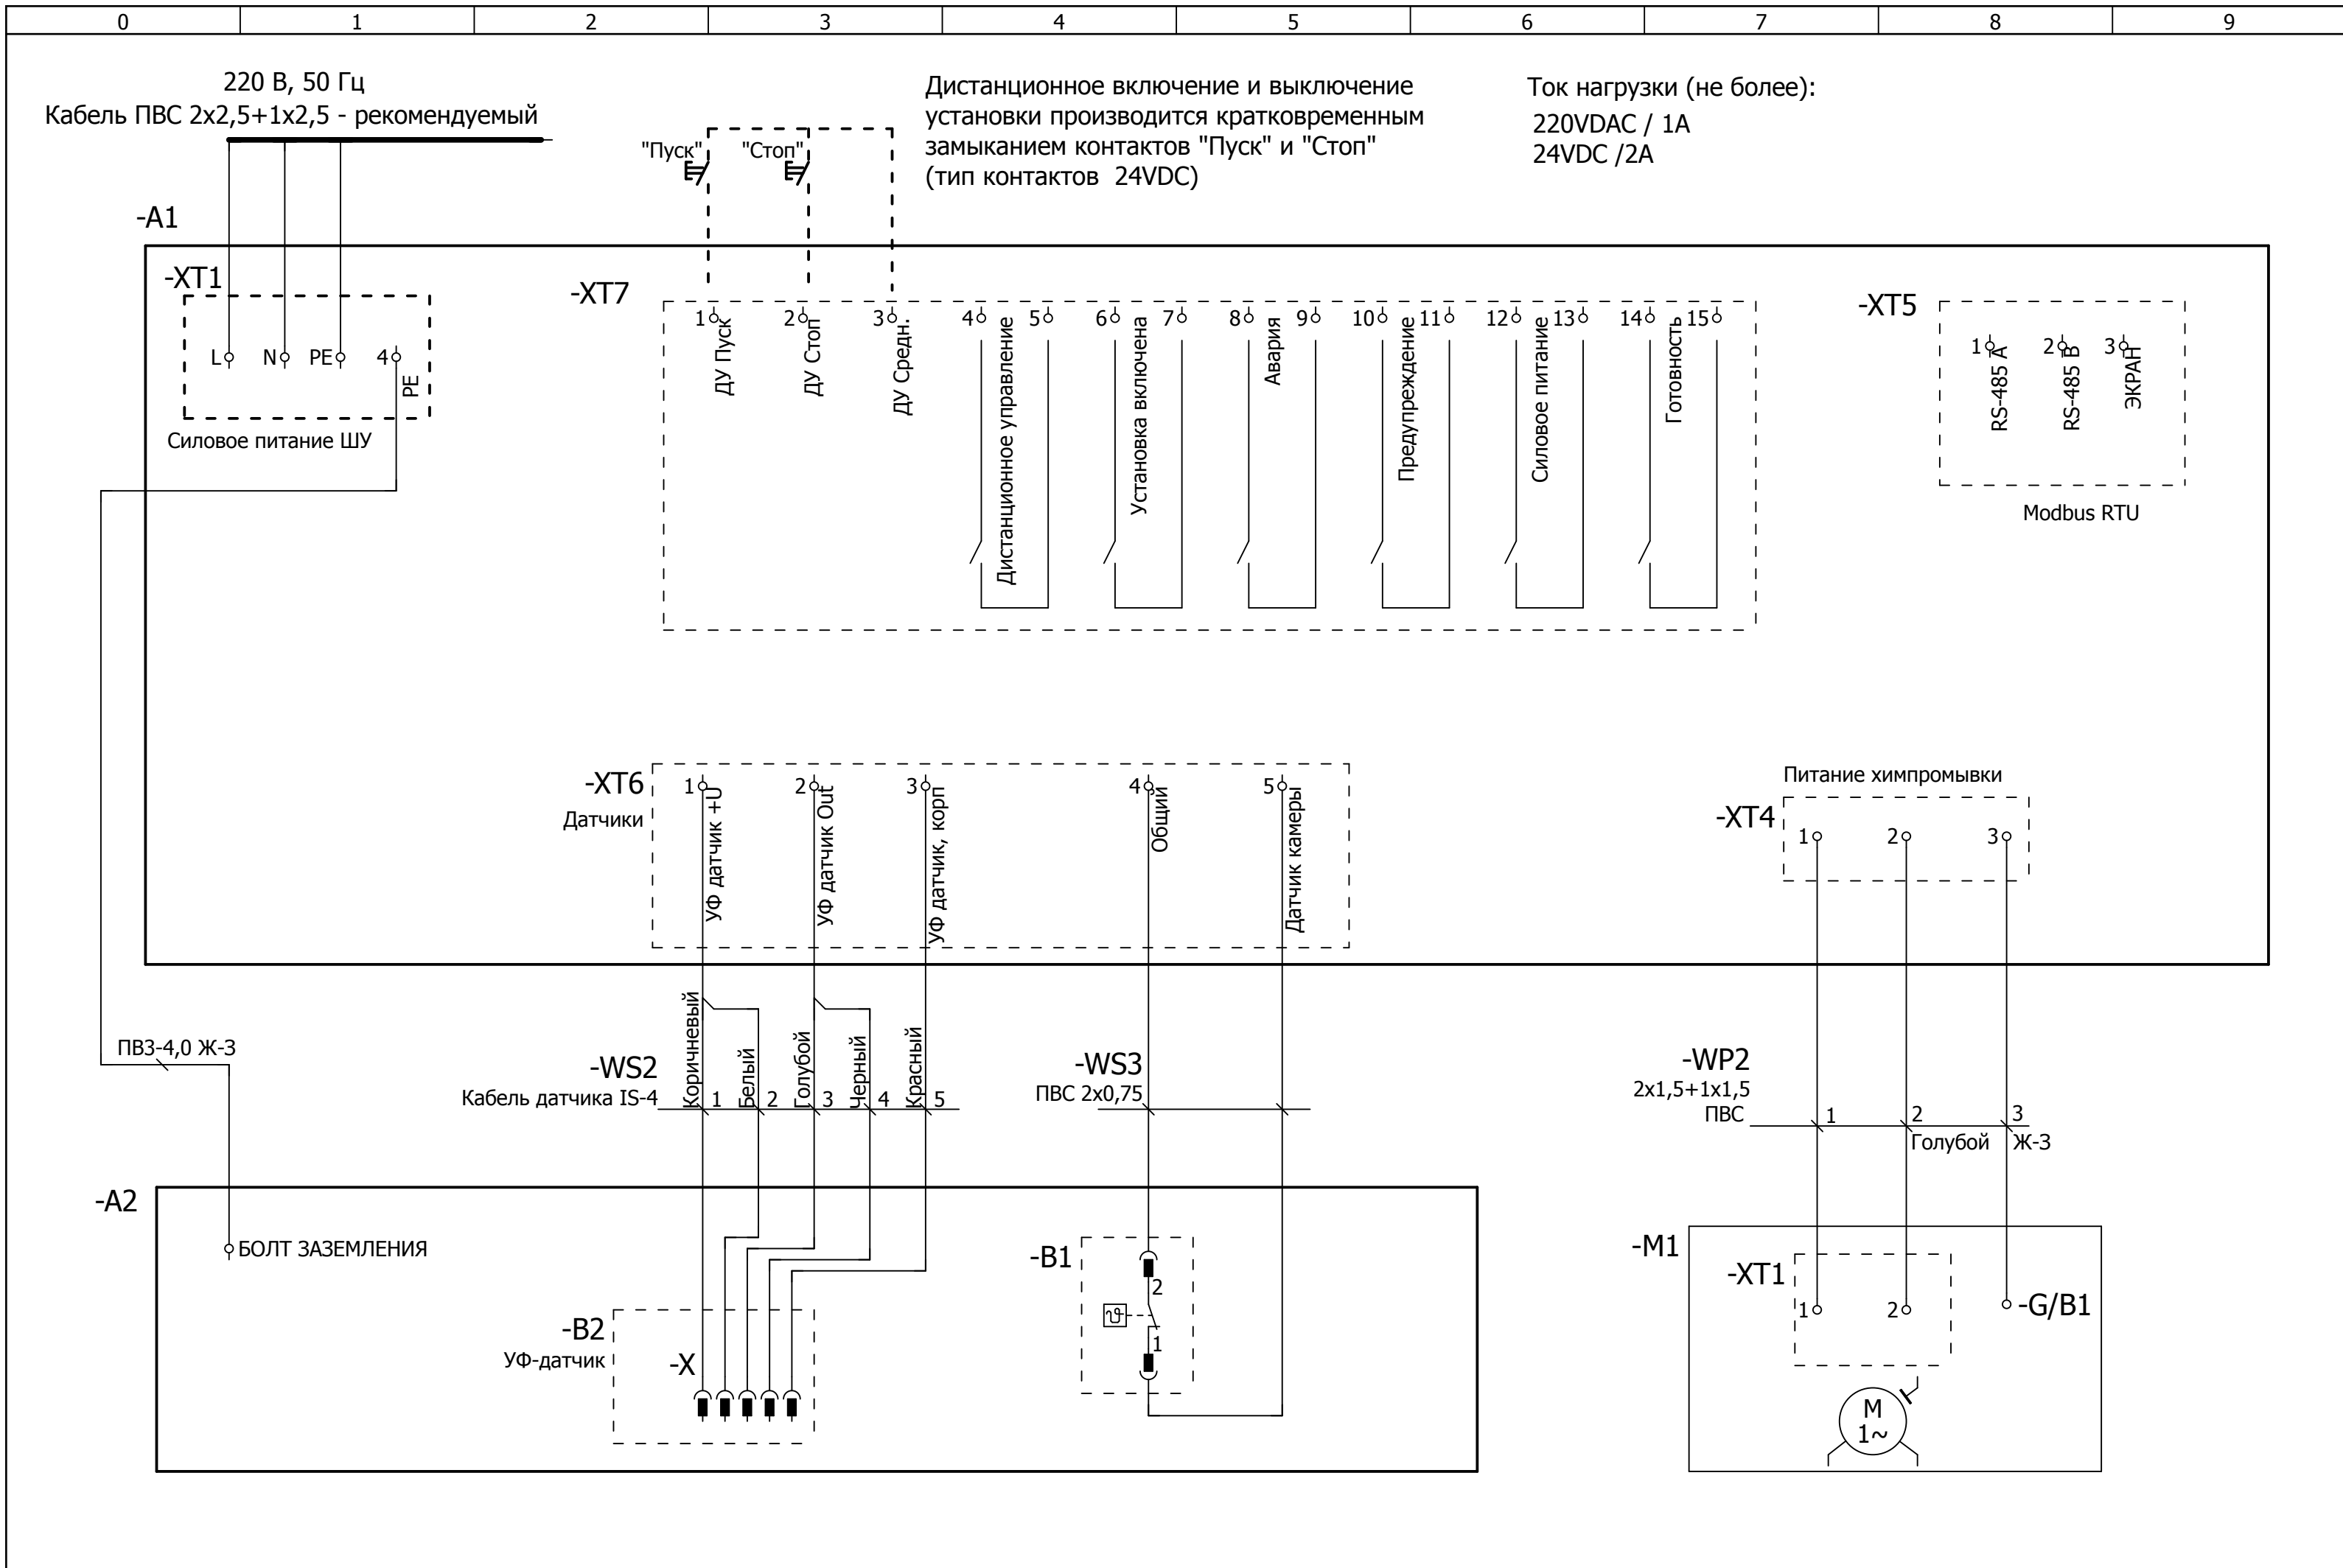 0 1 2 3 4 5 6 7 8 9
220 В, 50 Гц
Кабель ПВС 2x2,5+1x2,5 - рекомендуемый
"Пуск" "Стоп"
Дистанционное включение и выключение
установки производится кратковременным
замыканием контактов "Пуск" и "Стоп"
(тип контактов 24VDC)
Ток нагрузки (не более):
220VDAC / 1A
24VDC /2A
-A1
-XT1
L N PE 4
PE
Силовое питание ШУ
-XT7
1 2 3 4 5 6 7 8 9 10 11 12 13 14 15
ДУ Пуск
ДУ Стоп
ДУ Средн.
Дистанционное управление
Установка включена
Авария
Предупреждение
Силовое питание
Готовность
-XT5
1 2 3
RS-485 A
RS-485 B
ЭКРАН
Modbus RTU
-XT6
Датчики
1 2 3 4 5
УФ датчик +U
УФ датчик Out
УФ датчик, корп
Общий
Датчик камеры
Питание химпромывки
-XT4
1 2 3
ПВ3-4,0 Ж-З
-WS2
Кабель датчика IS-4
Коричневый
Белый
Голубой
Черный
Красный
1 2 3 4 5
-WS3
ПВС 2x0,75
-WP2
2x1,5+1x1,5
ПВС
1 2 3
Голубой Ж-З
-A2
БОЛТ ЗАЗЕМЛЕНИЯ
-B2
УФ-датчик
-X
-B1
2
1
-M1
-XT1
1 2
-G/B1
M
1~